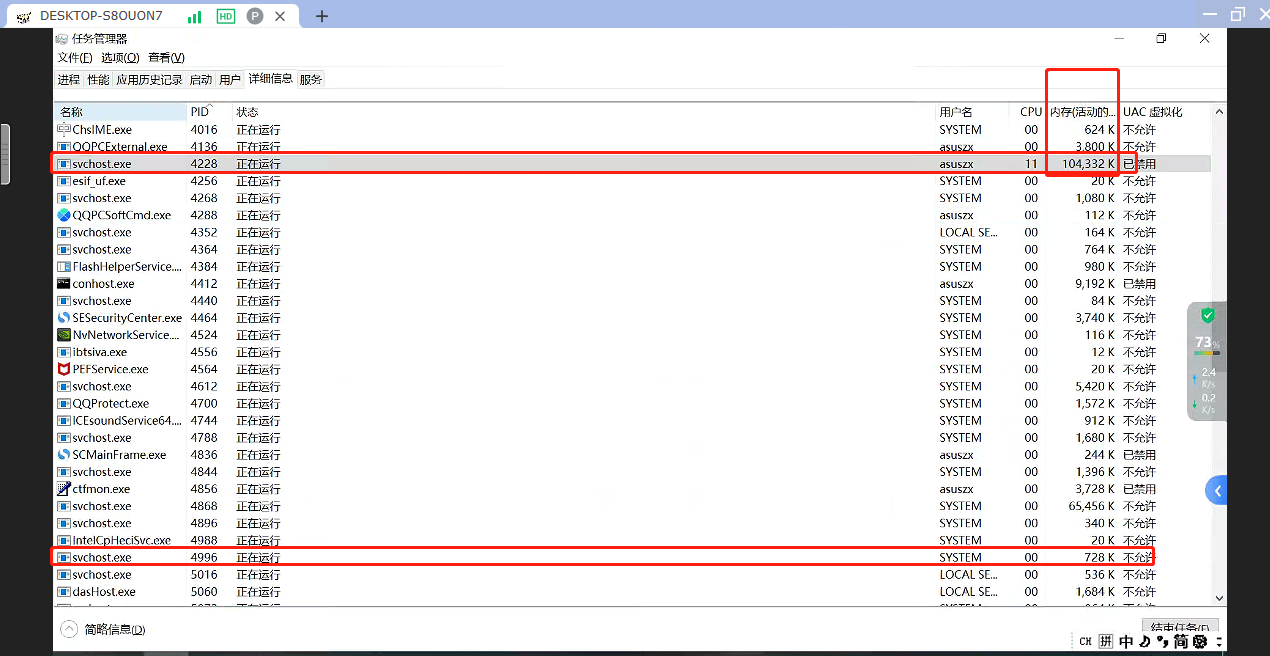 DESKTOP-S8OUON7 HD P
任务管理器
文件(F) 选项(O) 查看(V)
进程 性能 应用历史记录 启动 用户 详细信息 服务
名称 PID 状态 用户名 CPU 内存(活动的... UAC 虚拟化
ChsIME.exe 4016 正在运行 SYSTEM 00 624 K 不允许
QQPCExternal.exe 4136 正在运行 asuszx 00 3,800 K 不允许
svchost.exe 4228 正在运行 asuszx 11 104,332 K 已禁用
esif_uf.exe 4256 正在运行 SYSTEM 00 20 K 不允许
svchost.exe 4268 正在运行 SYSTEM 00 1,080 K 不允许
QQPCSoftCmd.exe 4288 正在运行 asuszx 00 112 K 不允许
svchost.exe 4352 正在运行 LOCAL SE... 00 164 K 不允许
svchost.exe 4364 正在运行 SYSTEM 00 764 K 不允许
FlashHelperService.... 4384 正在运行 SYSTEM 00 980 K 不允许
conhost.exe 4412 正在运行 asuszx 00 9,192 K 已禁用
svchost.exe 4440 正在运行 SYSTEM 00 84 K 不允许
SESecurityCenter.exe 4464 正在运行 SYSTEM 00 3,740 K 不允许
NvNetworkService.... 4524 正在运行 SYSTEM 00 116 K 不允许
ibtsiva.exe 4556 正在运行 SYSTEM 00 12 K 不允许
PEFService.exe 4564 正在运行 SYSTEM 00 20 K 不允许
svchost.exe 4612 正在运行 SYSTEM 00 5,420 K 不允许
QQProtect.exe 4700 正在运行 SYSTEM 00 1,572 K 不允许
ICEsoundService64.... 4744 正在运行 SYSTEM 00 912 K 不允许
svchost.exe 4788 正在运行 SYSTEM 00 1,680 K 不允许
SCMainFrame.exe 4836 正在运行 asuszx 00 244 K 已禁用
svchost.exe 4844 正在运行 SYSTEM 00 1,396 K 不允许
ctfmon.exe 4856 正在运行 asuszx 00 3,728 K 已禁用
svchost.exe 4868 正在运行 SYSTEM 00 65,456 K 不允许
svchost.exe 4896 正在运行 SYSTEM 00 340 K 不允许
IntelCpHeciSvc.exe 4988 正在运行 SYSTEM 00 20 K 不允许
svchost.exe 4996 正在运行 SYSTEM 00 728 K 不允许
svchost.exe 5016 正在运行 LOCAL SE... 00 536 K 不允许
dasHost.exe 5060 正在运行 LOCAL SE... 00 1,684 K 不允许
73%
2.4
K/s
0.2
K/s
简略信息(D)
结束任务(E)
CH 拼 中 简